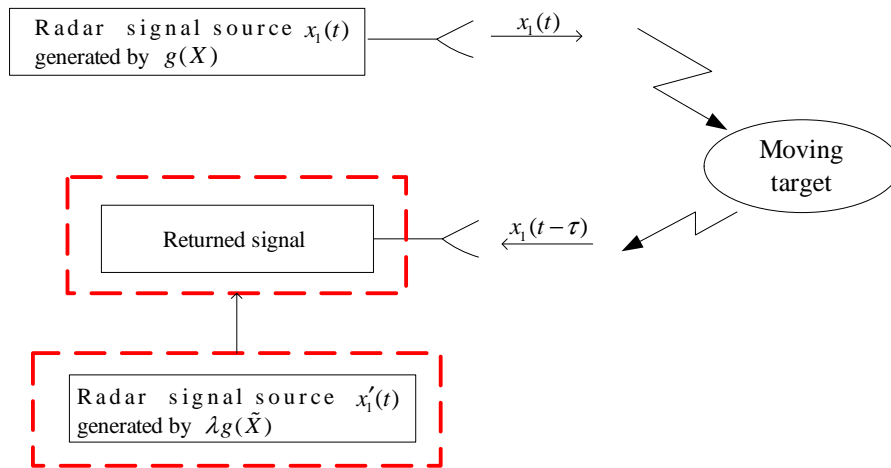 Radar signal source x₁(t)
generated by g(X)
x₁(t)
Moving
target
Returned signal
x₁(t−τ)
Radar signal source x₁′(t)
generated by λg(X̃)